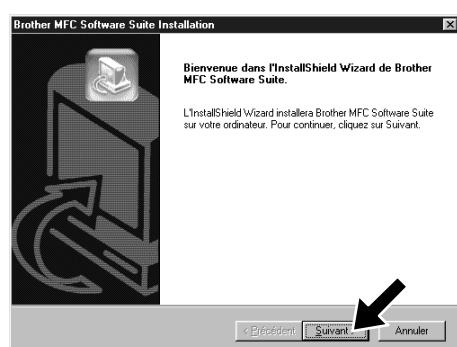 Brother MFC Software Suite Installation
Bienvenue dans l'InstallShield Wizard de Brother
MFC Software Suite.
L'InstallShield Wizard installera Brother MFC Software Suite
sur votre ordinateur. Pour continuer, cliquez sur Suivant.
< Précédent Suivant Annuler